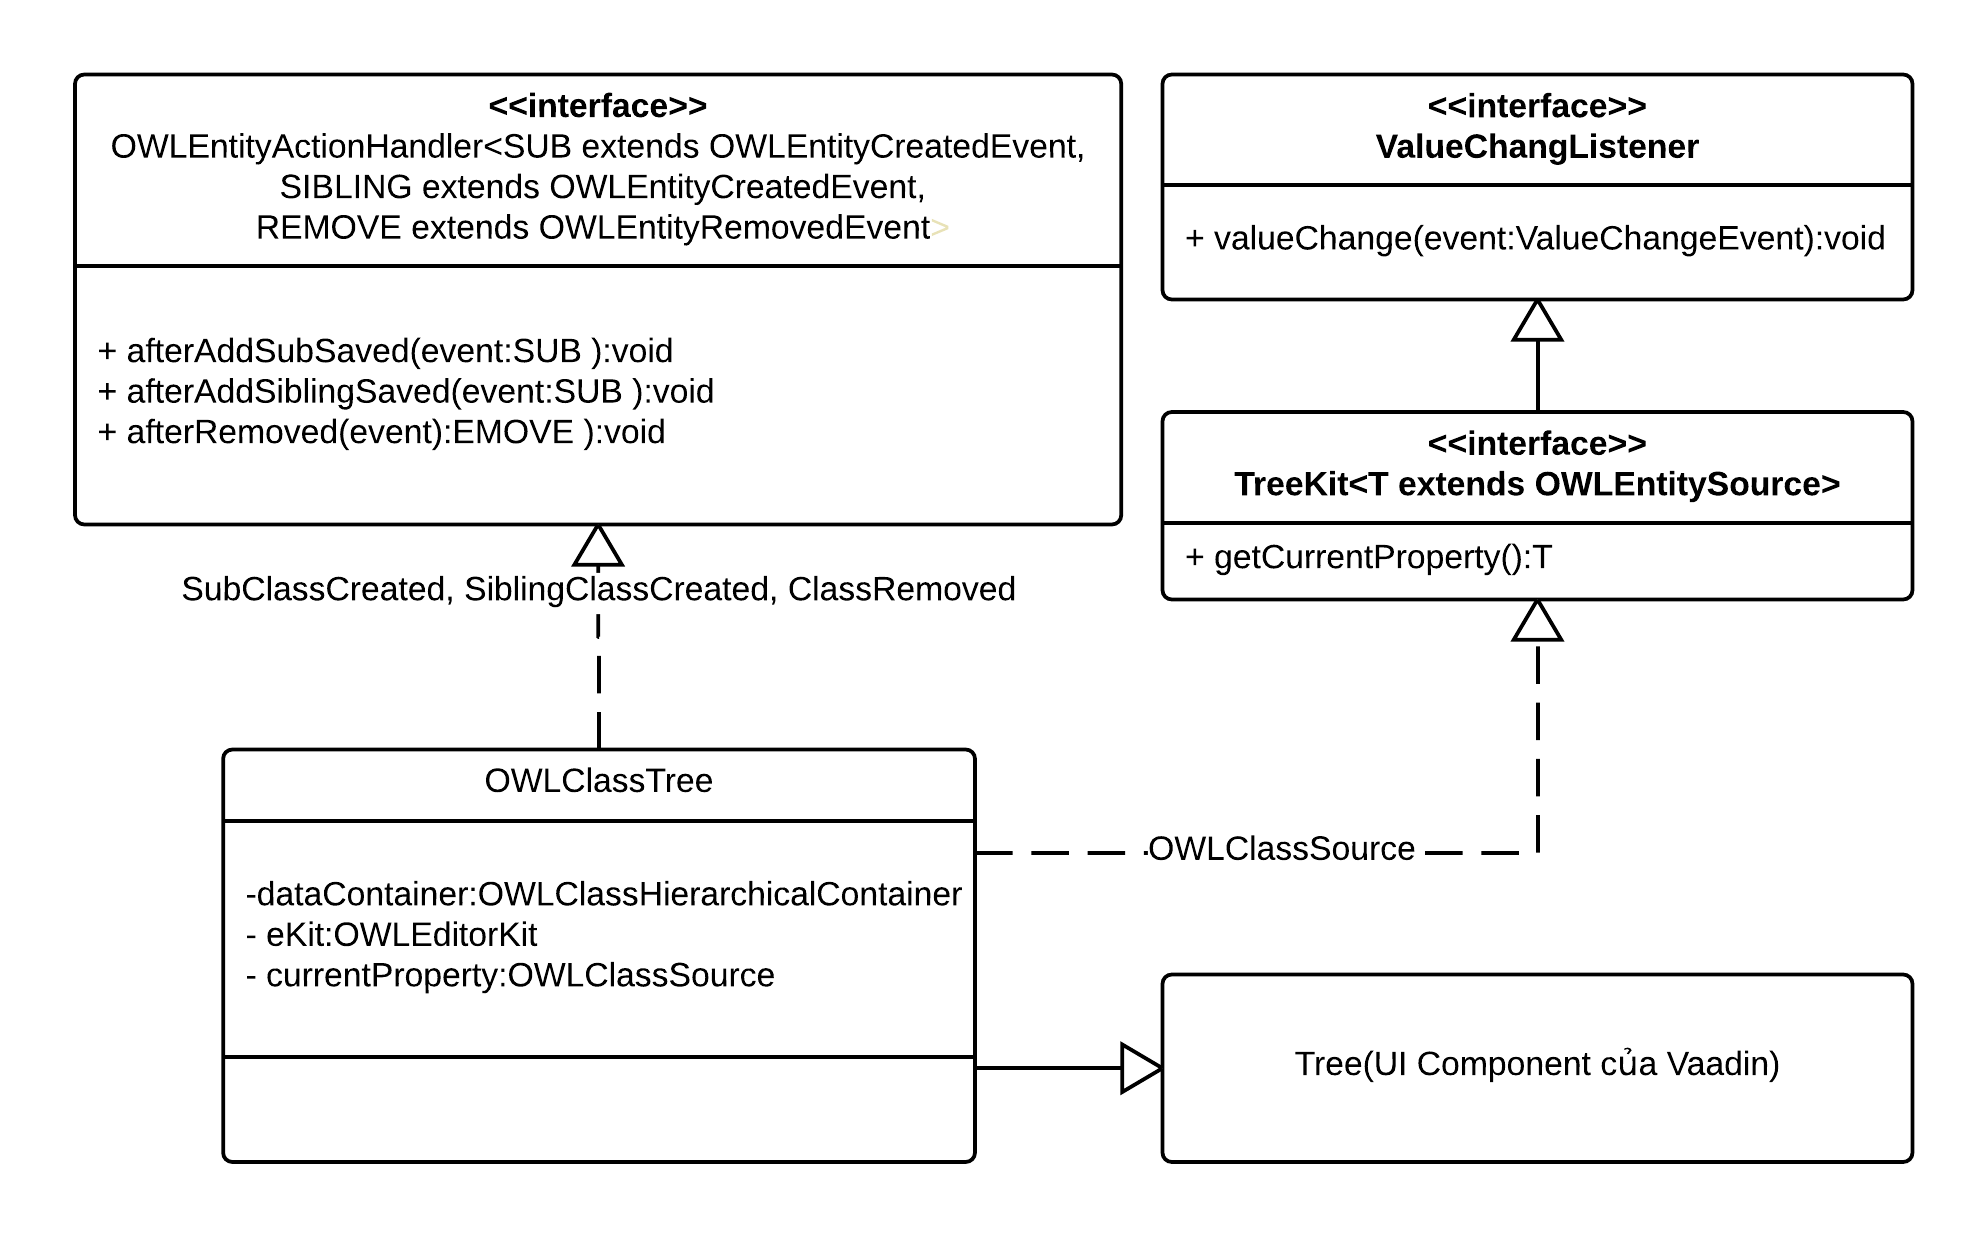 <<interface>>
OWLEntityActionHandler<SUB extends OWLEntityCreatedEvent,
SIBLING extends OWLEntityCreatedEvent,
REMOVE extends OWLEntityRemovedEvent>
+ afterAddSubSaved(event:SUB ):void
+ afterAddSiblingSaved(event:SUB ):void
+ afterRemoved(event):EMOVE ):void
<<interface>>
ValueChangListener
+ valueChange(event:ValueChangeEvent):void
<<interface>>
TreeKit<T extends OWLEntitySource>
+ getCurrentProperty():T
SubClassCreated, SiblingClassCreated, ClassRemoved
OWLClassTree
-dataContainer:OWLClassHierarchicalContainer
- eKit:OWLEditorKit
- currentProperty:OWLClassSource
OWLClassSource
Tree(UI Component của Vaadin)